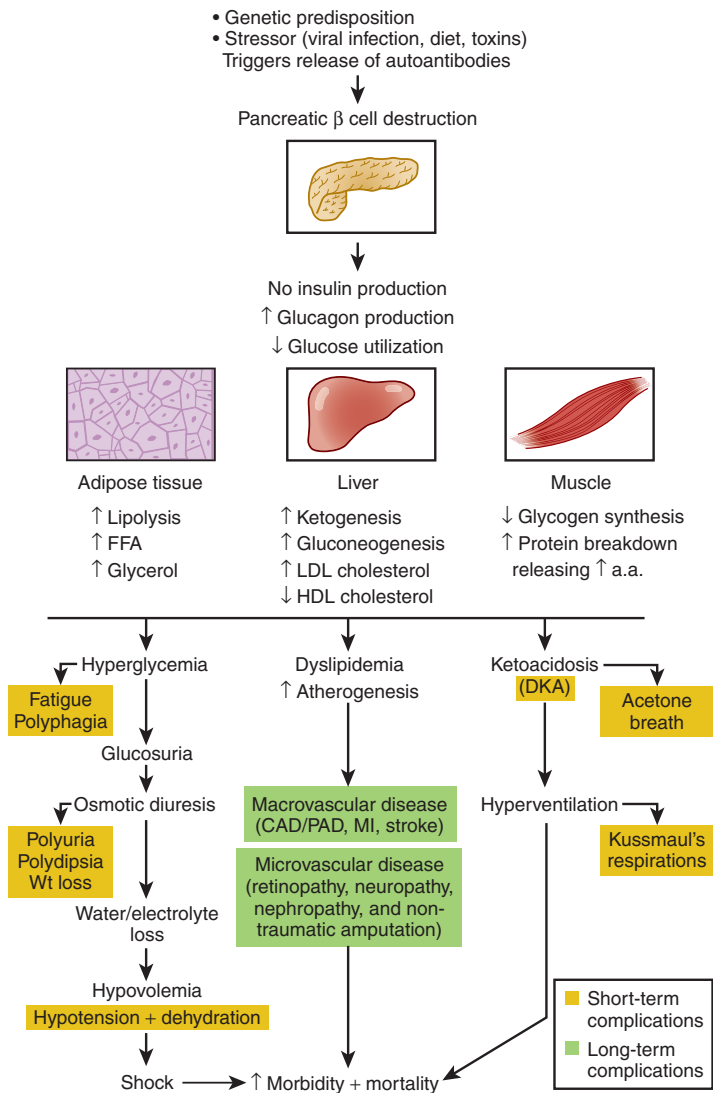 • Genetic predisposition
• Stressor (viral infection, diet, toxins)
Triggers release of autoantibodies
Pancreatic β cell destruction
No insulin production
↑ Glucagon production
↓ Glucose utilization
Adipose tissue
↑ Lipolysis
↑ FFA
↑ Glycerol
Liver
↑ Ketogenesis
↑ Gluconeogenesis
↑ LDL cholesterol
↓ HDL cholesterol
Muscle
↓ Glycogen synthesis
↑ Protein breakdown
releasing ↑ a.a.
Hyperglycemia
Fatigue
Polyphagia
Glucosuria
Osmotic diuresis
Polyuria
Polydipsia
Wt loss
Water/electrolyte
loss
Hypovolemia
Hypotension + dehydration
Shock
Dyslipidemia
↑ Atherogenesis
Macrovascular disease
(CAD/PAD, MI, stroke)
Microvascular disease
(retinopathy, neuropathy,
nephropathy, and non-
traumatic amputation)
↑ Morbidity + mortality
Ketoacidosis
(DKA)
Acetone
breath
Hyperventilation
Kussmaul's
respirations
Short-term
complications
Long-term
complications